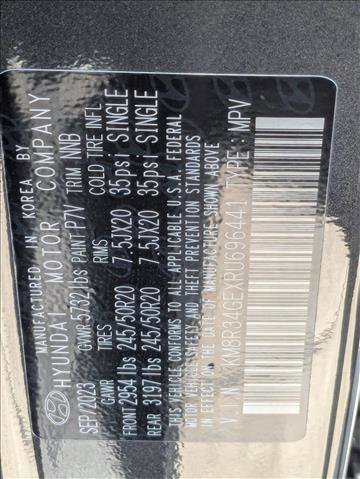 MANUFACTURED IN KOREA BY
HYUNDAI MOTOR COMPANY
SEP/2023 GVWR 5732 lbs PAINT-P7V TRIM NNB
GAWR TIRES RIMS COLD TIRE INFL
FRONT 2954 lbs 245/50R20 7.5JX20 35psi SINGLE
REAR 3197 lbs 245/50R20 7.5JX20 35psi SINGLE
THIS VEHICLE CONFORMS TO ALL APPLICABLE U.S.A. FEDERAL
MOTOR VEHICLE SAFETY AND THEFT PREVENTION STANDARDS
IN EFFECT ON THE DATE OF MANUFACTURE SHOWN ABOVE
V.I.N: KM8R34GEXRU696441 TYPE: MPV